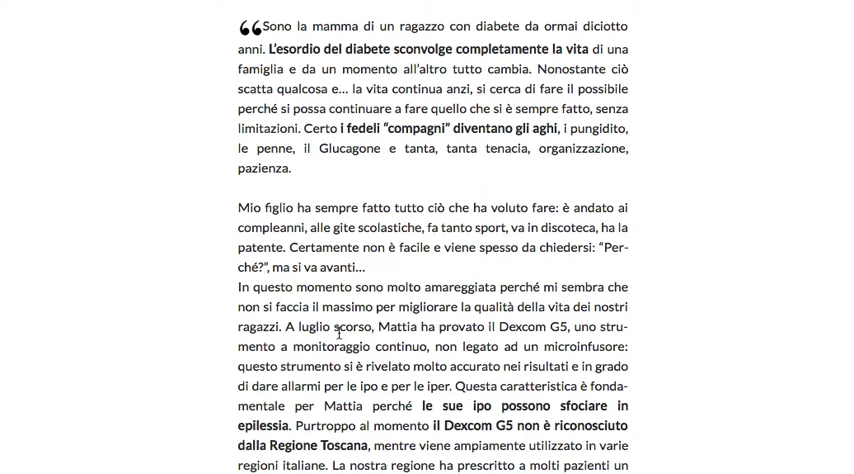 “Sono la mamma di un ragazzo con diabete da ormai diciotto
anni. L'esordio del diabete sconvolge completamente la vita di una
famiglia e da un momento all'altro tutto cambia. Nonostante ciò
scatta qualcosa e... la vita continua anzi, si cerca di fare il possibile
perché si possa continuare a fare quello che si è sempre fatto, senza
limitazioni. Certo i fedeli “compagni” diventano gli aghi, i pungidito,
le penne, il Glucagone e tanta, tanta tenacia, organizzazione,
pazienza.
Mio figlio ha sempre fatto tutto ciò che ha voluto fare: è andato ai
compleanni, alle gite scolastiche, fa tanto sport, va in discoteca, ha la
patente. Certamente non è facile e viene spesso da chiedersi: “Per-
ché?”, ma si va avanti...
In questo momento sono molto amareggiata perché mi sembra che
non si faccia il massimo per migliorare la qualità della vita dei nostri
ragazzi. A luglio scorso, Mattia ha provato il Dexcom G5, uno stru-
mento a monitoraggio continuo, non legato ad un microinfusore:
questo strumento si è rivelato molto accurato nei risultati e in grado
di dare allarmi per le ipo e per le iper. Questa caratteristica è fonda-
mentale per Mattia perché le sue ipo possono sfociare in
epilessia. Purtroppo al momento il Dexcom G5 non è riconosciuto
dalla Regione Toscana, mentre viene ampiamente utilizzato in varie
regioni italiane. La nostra regione ha prescritto a molti pazienti un